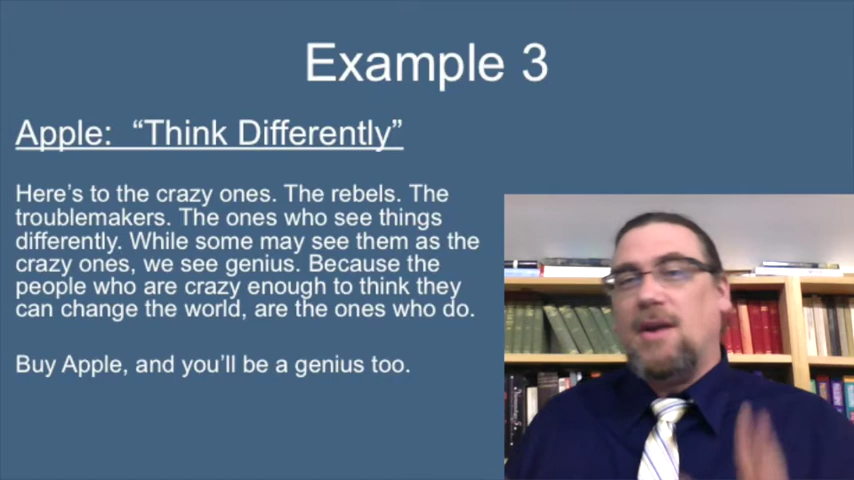 Example 3
Apple: “Think Differently”
Here’s to the crazy ones. The rebels. The
troublemakers. The ones who see things
differently. While some may see them as the
crazy ones, we see genius. Because the
people who are crazy enough to think they
can change the world, are the ones who do.
Buy Apple, and you’ll be a genius too.